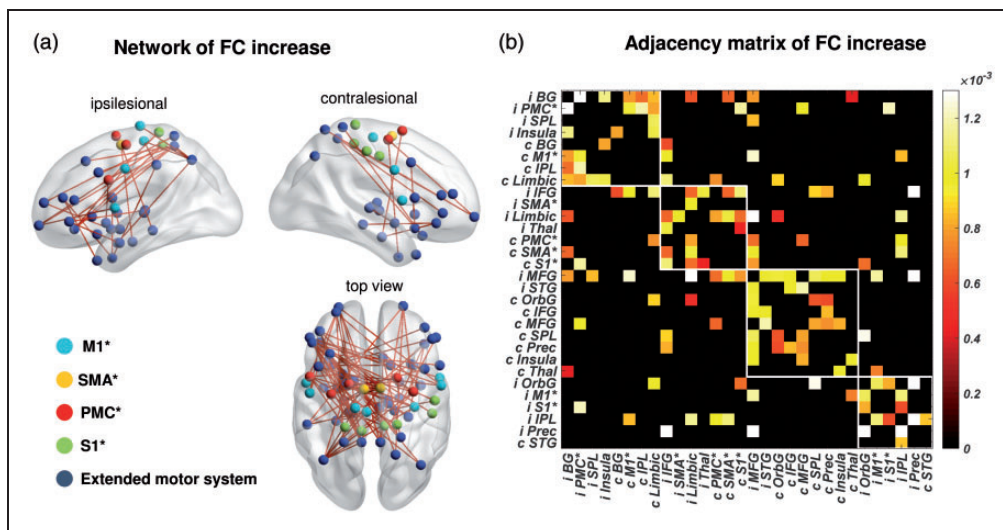 (a)
Network of FC increase
ipsilesional
contralesional
top view
M1*
SMA*
PMC*
S1*
Extended motor system
(b)
Adjacency matrix of FC increase
×10⁻³
i BG
i PMC*
i SPL
i Insula
c BG
c M1*
c IPL
c Limbic
i IFG
i SMA*
i Limbic
i Thal
c PMC*
c SMA*
c S1*
i MFG
i STG
c OrbG
c IFG
c MFG
c SPL
c Prec
c Insula
c Thal
i OrbG
i M1*
i S1*
i IPL
i Prec
c STG
i BG
i PMC*
i SPL
i Insula
c BG
c M1*
c IPL
c Limbic
i IFG
i SMA*
i Limbic
i Thal
c PMC*
c SMA*
c S1*
i MFG
i STG
c OrbG
c IFG
c MFG
c SPL
c Prec
c Insula
c Thal
i OrbG
i M1*
i S1*
i IPL
i Prec
c STG
1.2
1
0.8
0.6
0.4
0.2
0